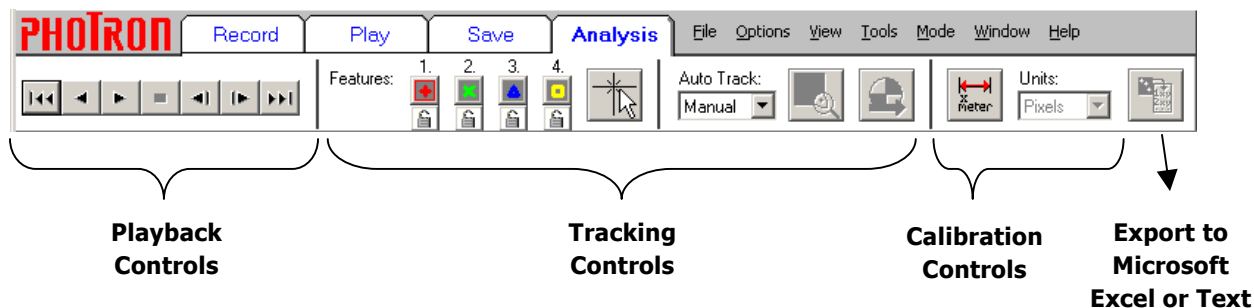 PHOTRON Record Play Save Analysis File Options View Tools Mode Window Help
Features: 1. 2. 3. 4. Auto Track: Units:
Manual X Meter Pixels
Playback
Controls
Tracking
Controls
Calibration
Controls
Export to
Microsoft
Excel or Text